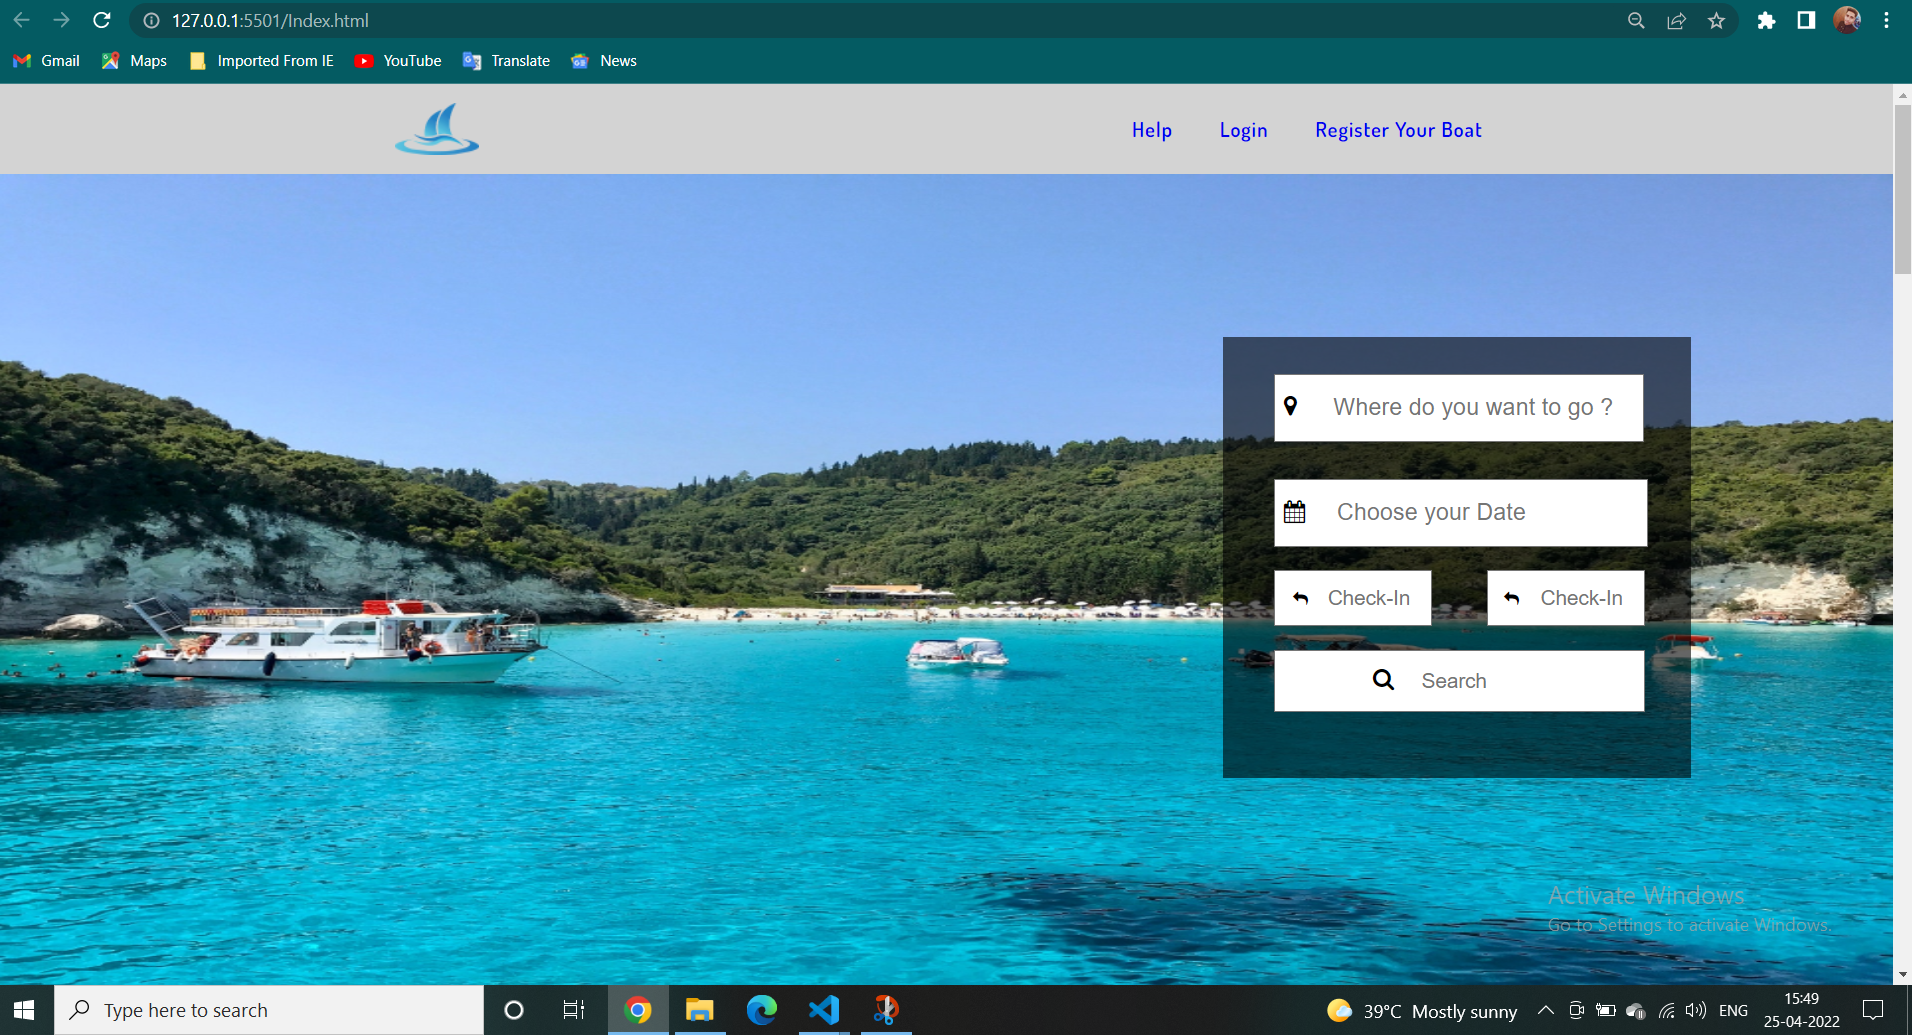 127.0.0.1:5501/Index.html
Gmail Maps Imported From IE YouTube Translate News
Help Login Register Your Boat
Where do you want to go ?
Choose your Date
Check-In Check-In
Search
Activate Windows
Go to Settings to activate Windows.
Type here to search
39°C Mostly sunny
ENG
15:49
25-04-2022